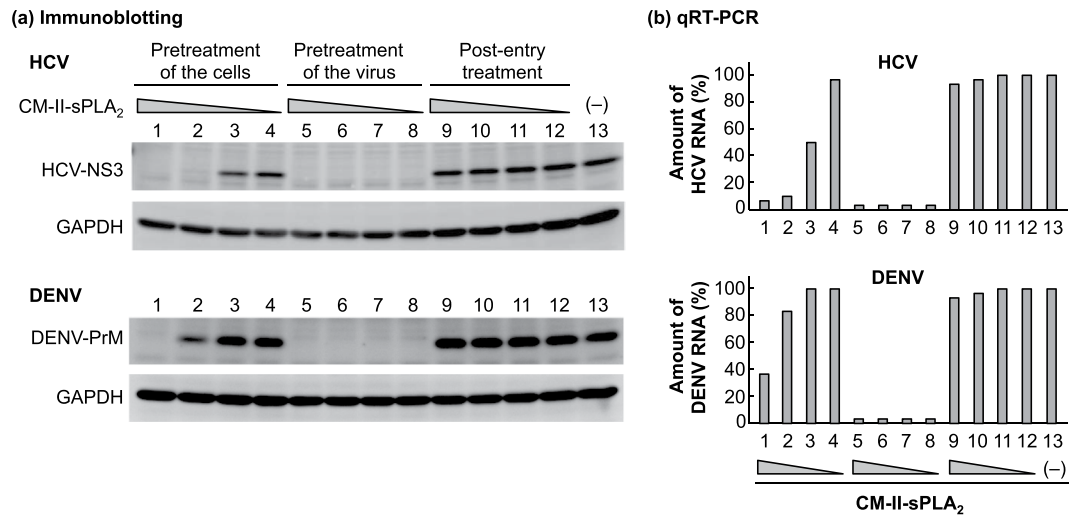 (a) Immunoblotting
HCV
Pretreatment of the cells
Pretreatment of the virus
Post-entry treatment
CM-II-sPLA₂ (–)
1 2 3 4 5 6 7 8 9 10 11 12 13
HCV-NS3
GAPDH
DENV
1 2 3 4 5 6 7 8 9 10 11 12 13
DENV-PrM
GAPDH
(b) qRT-PCR
HCV
Amount of
HCV RNA (%)
100
80
60
40
20
0
1 2 3 4 5 6 7 8 9 10 11 12 13
DENV
Amount of
DENV RNA (%)
100
80
60
40
20
0
1 2 3 4 5 6 7 8 9 10 11 12 13
(–)
CM-II-sPLA₂